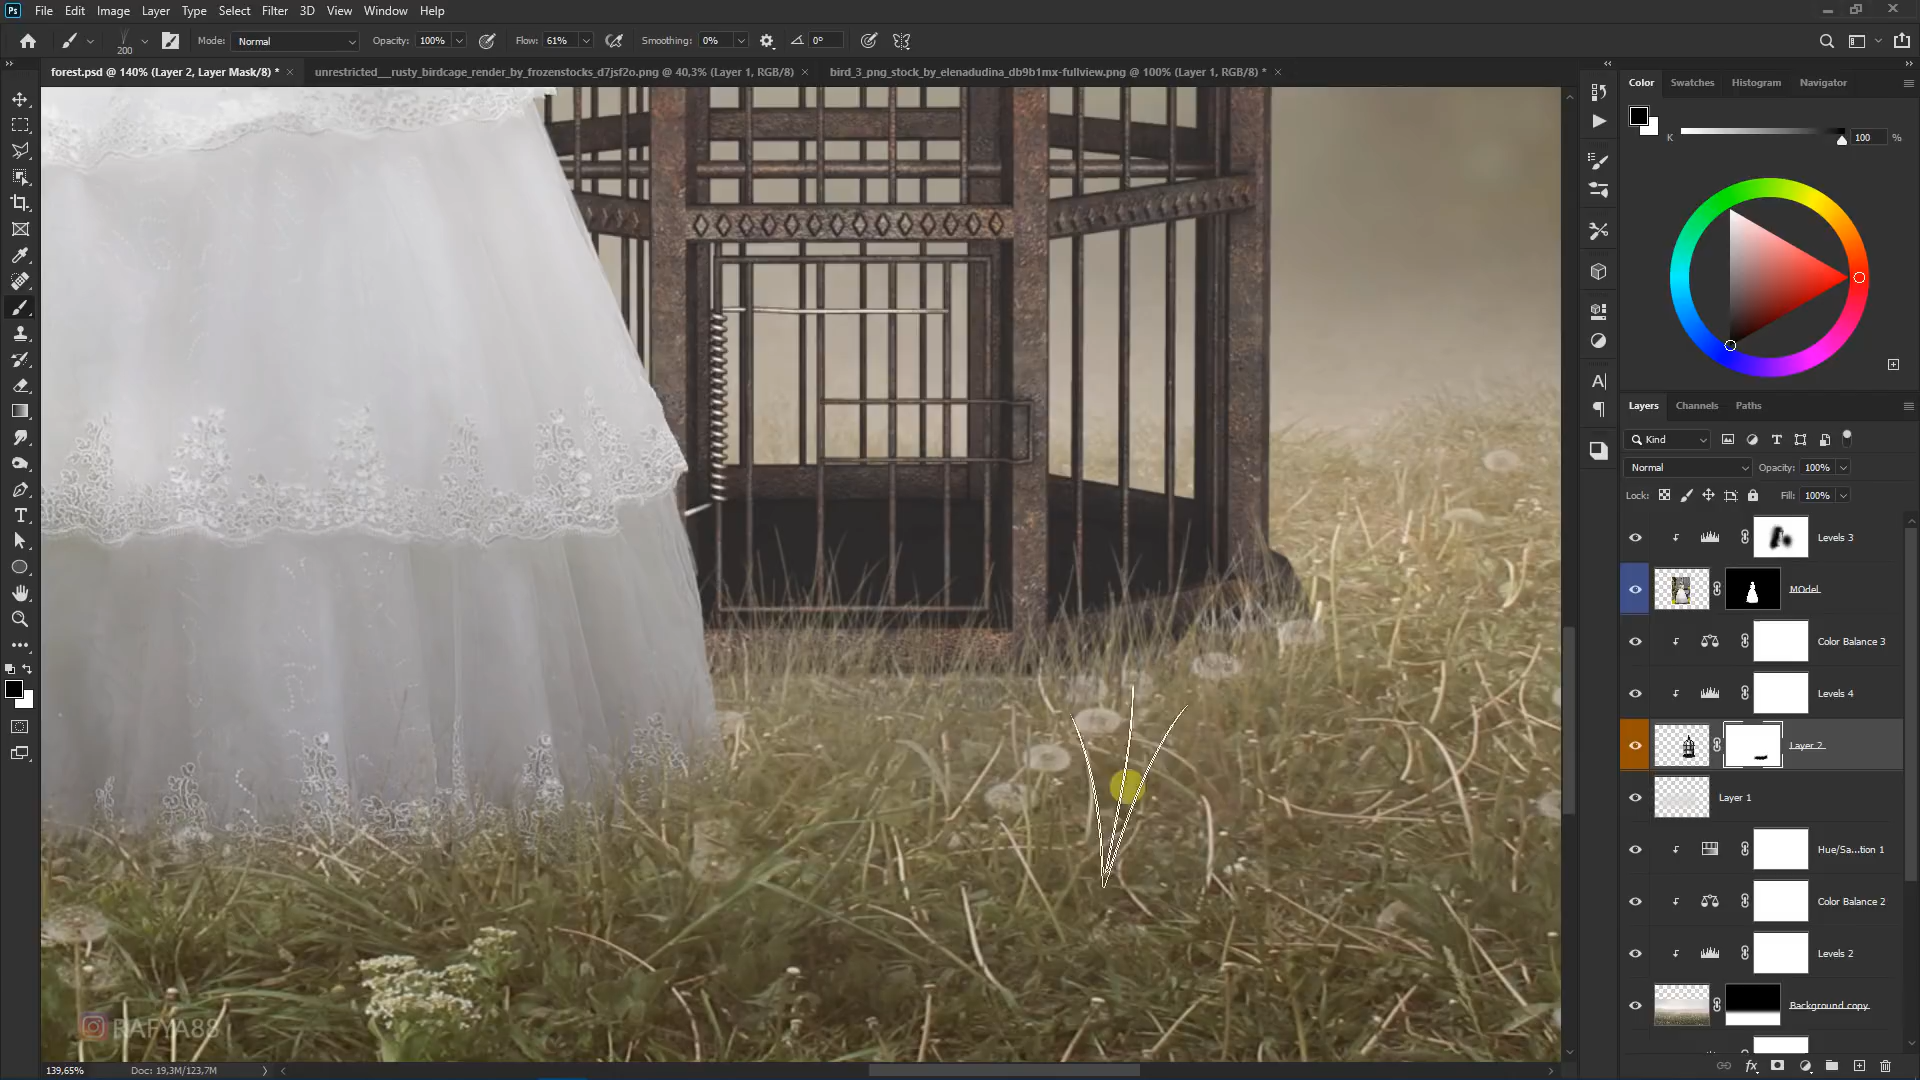 Ps File Edit Image Layer Type Select Filter 3D View Window Help
200 Mode: Normal Opacity: 100% Flow: 61% Smoothing: 0% 0°
forest.psd @ 140% (Layer 2, Layer Mask/8) * unrestricted__rusty_birdcage_render_by_frozenstocks_d7jsf2o.png @ 40,3% (Layer 1, RGB/8) bird_3_png_stock_by_elenadudina_db9b1mx-fullview.png @ 100% (Layer 1, RGB/8) *
Color Swatches Histogram Navigator
K 100 %
Layers Channels Paths
Kind
Normal Opacity: 100%
Lock: Fill: 100%
Levels 3
MOdel
Color Balance 3
Levels 4
Layer 2
Layer 1
Hue/Sa...tion 1
Color Balance 2
Levels 2
Background copy
RAFYA88
139,65% Doc: 19,3M/123,7M